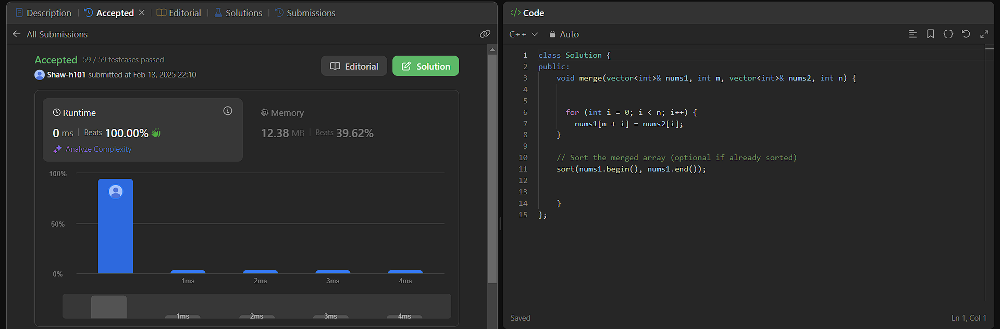 Description | Accepted × | Editorial | Solutions | Submissions
← All Submissions
Accepted 59 / 59 testcases passed
Shaw-h101 submitted at Feb 13, 2025 22:10
Editorial
Solution
Runtime
0 ms | Beats 100.00%
Analyze Complexity
Memory
12.38 MB | Beats 39.62%
100%
50%
0%
1ms 2ms 3ms 4ms
1ms 2ms 3ms 4ms
</> Code
C++ Auto
1 class Solution {
2 public:
3     void merge(vector<int>& nums1, int m, vector<int>& nums2, int n) {
4
5
6       for (int i = 0; i < n; i++) {
7         nums1[m + i] = nums2[i];
8     }
9
10     // Sort the merged array (optional if already sorted)
11     sort(nums1.begin(), nums1.end());
12
13
14     }
15 };
Saved
Ln 1, Col 1